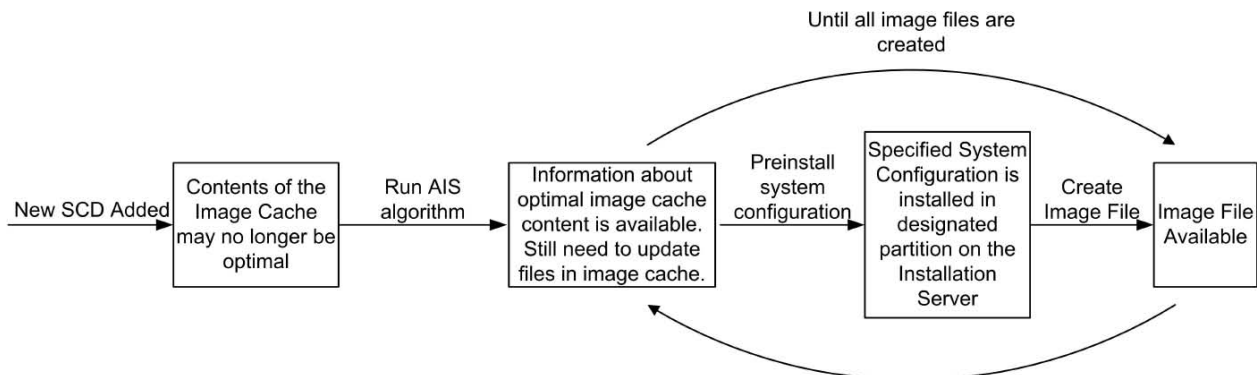 Until all image files are
created
New SCD Added
Contents of the
Image Cache
may no longer be
optimal
Run AIS
algorithm
Information about
optimal image cache
content is available.
Still need to update
files in image cache.
Preinstall
system
configuration
Specified System
Configuration is
installed in
designated
partition on the
Installation
Server
Create
Image File
Image File
Available